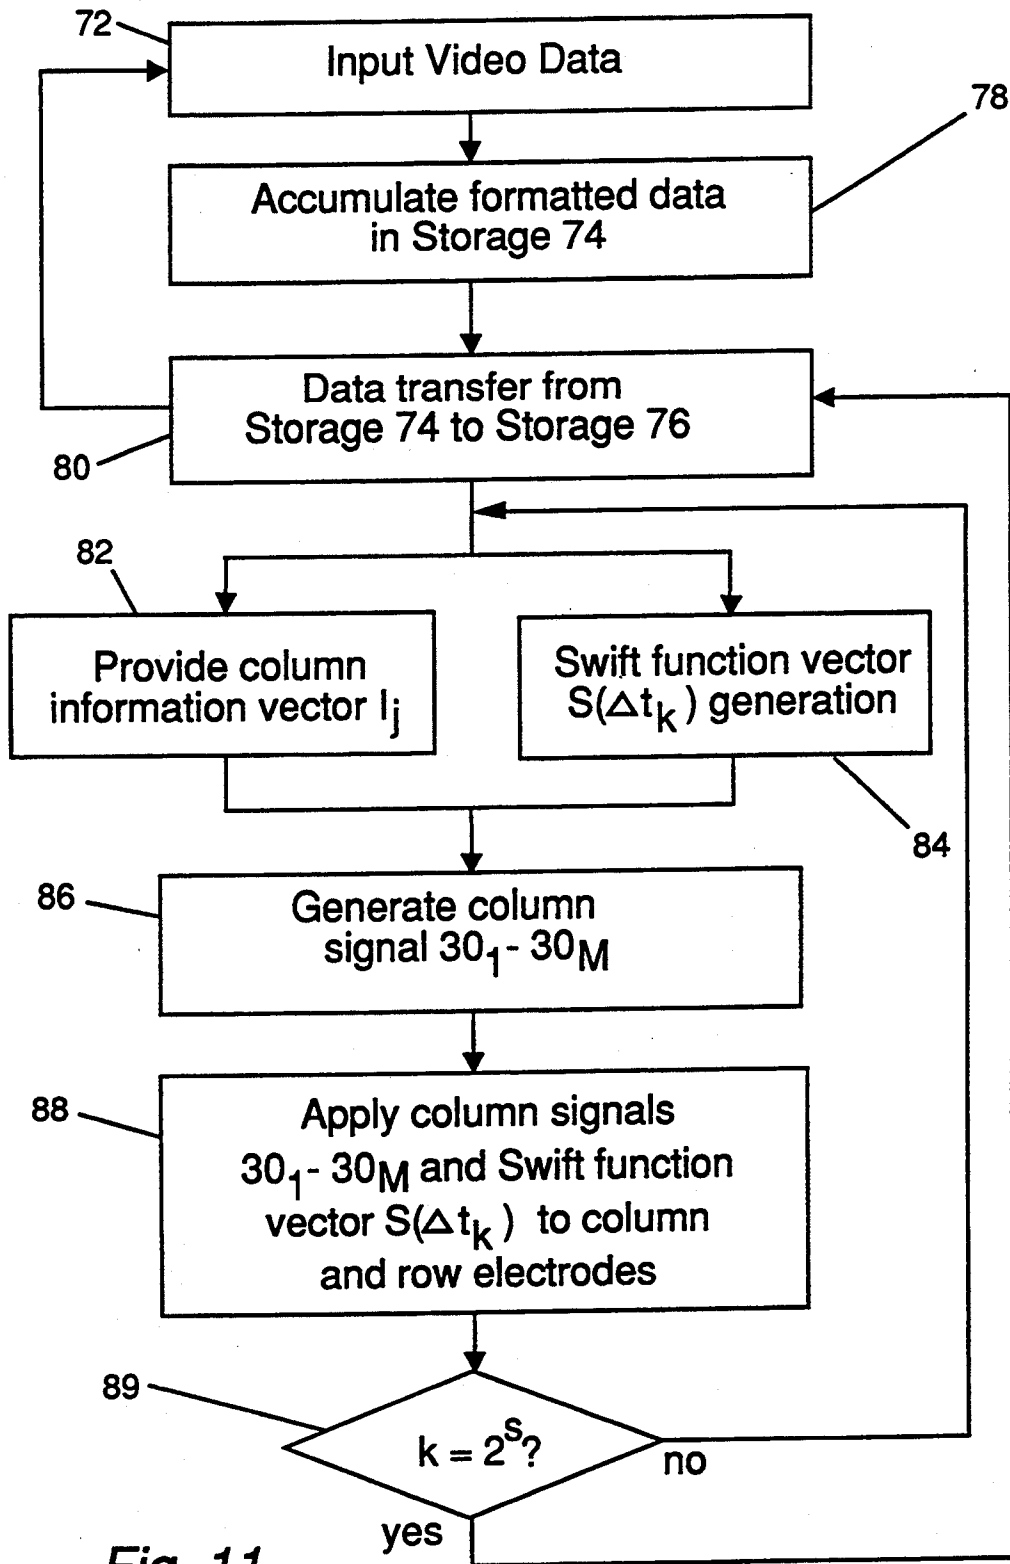 72
Input Video Data
78
Accumulate formatted data
in Storage 74
Data transfer from
Storage 74 to Storage 76
80
82
Provide column
information vector Ij
Swift function vector
S(Δtk) generation
84
86
Generate column
signal 301 - 30M
88
Apply column signals
301 - 30M and Swift function
vector S(Δtk) to column
and row electrodes
89
k = 2^s?
no
yes
Fig. 11